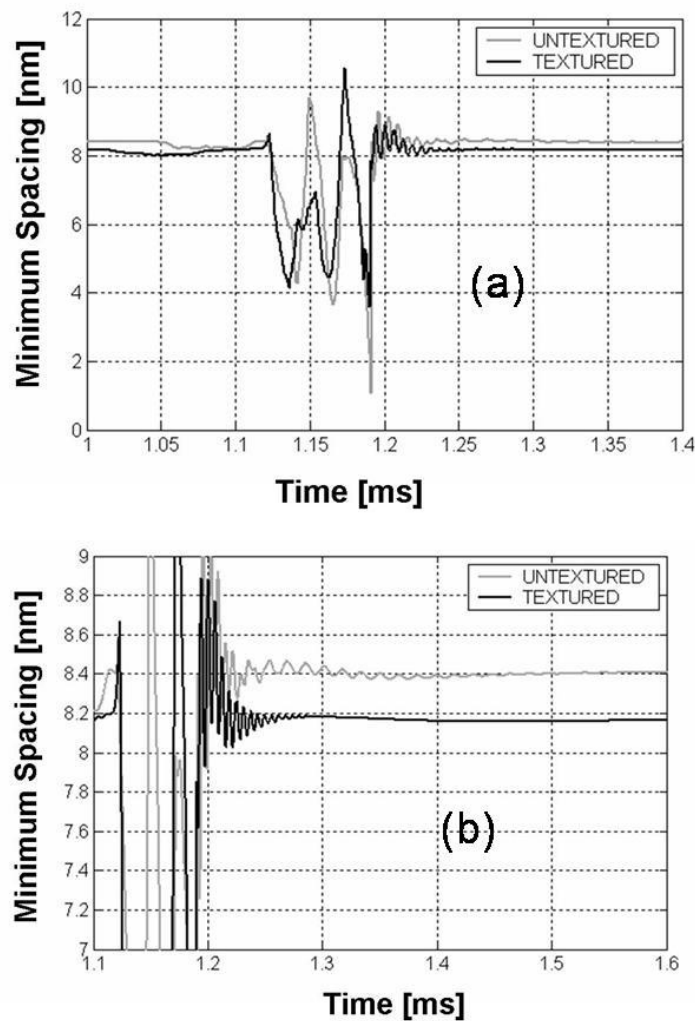 12
10
8
6
4
2
0
Minimum Spacing [nm]
UNTEXTURED
TEXTURED
(a)
1 1.05 1.1 1.15 1.2 1.25 1.3 1.35 1.4
Time [ms]
9
8.8
8.6
8.4
8.2
8
7.8
7.6
7.4
7.2
7
Minimum Spacing [nm]
UNTEXTURED
TEXTURED
(b)
1.1 1.2 1.3 1.4 1.5 1.6
Time [ms]